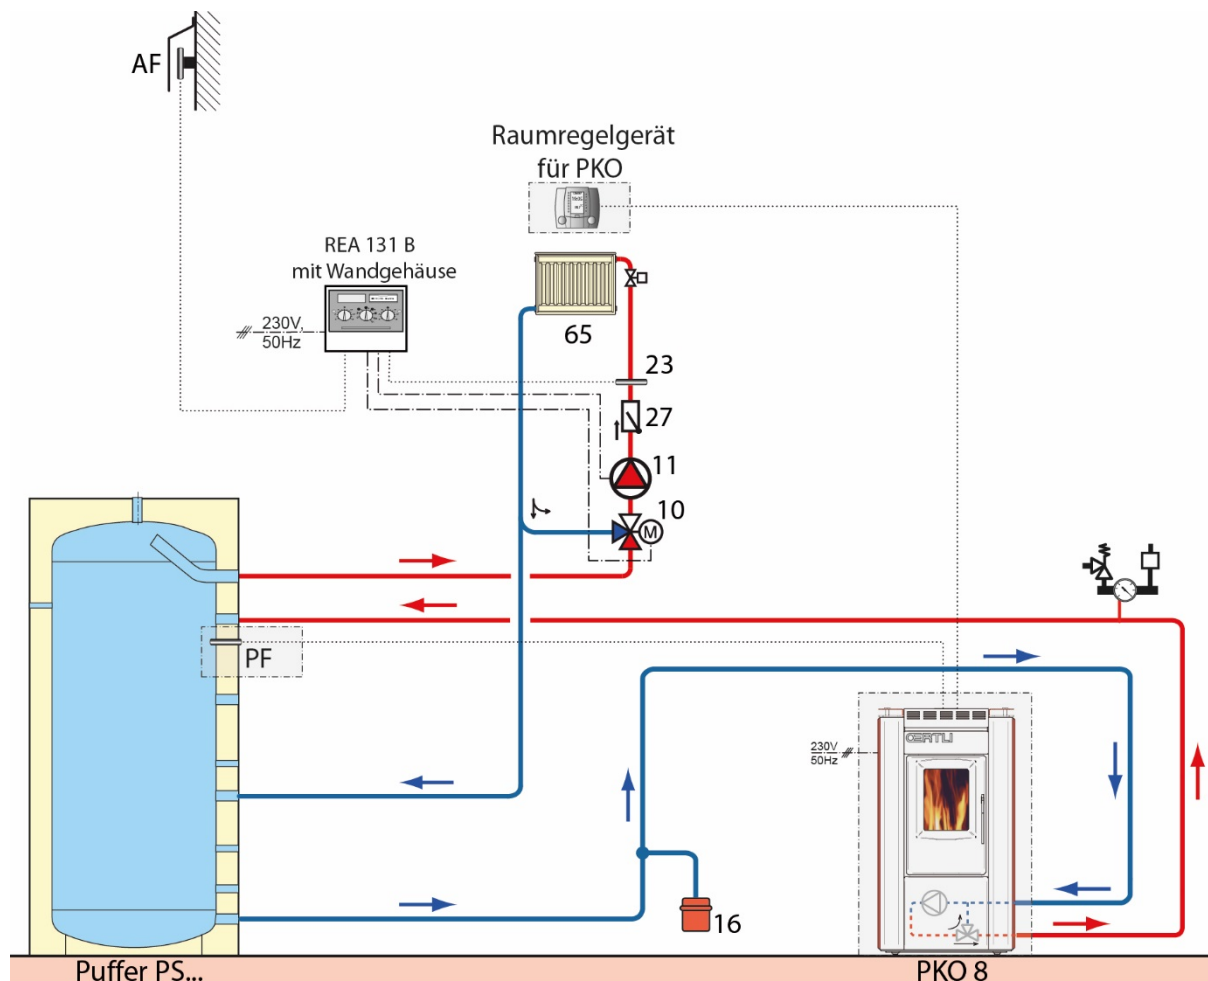 AF
Raumregelgerät
für PKO
REA 131 B
mit Wandgehäuse
230V,
50Hz
65
23
27
11
10
M
PF
230V
50Hz
ŒRTLI
16
Puffer PS...
PKO 8